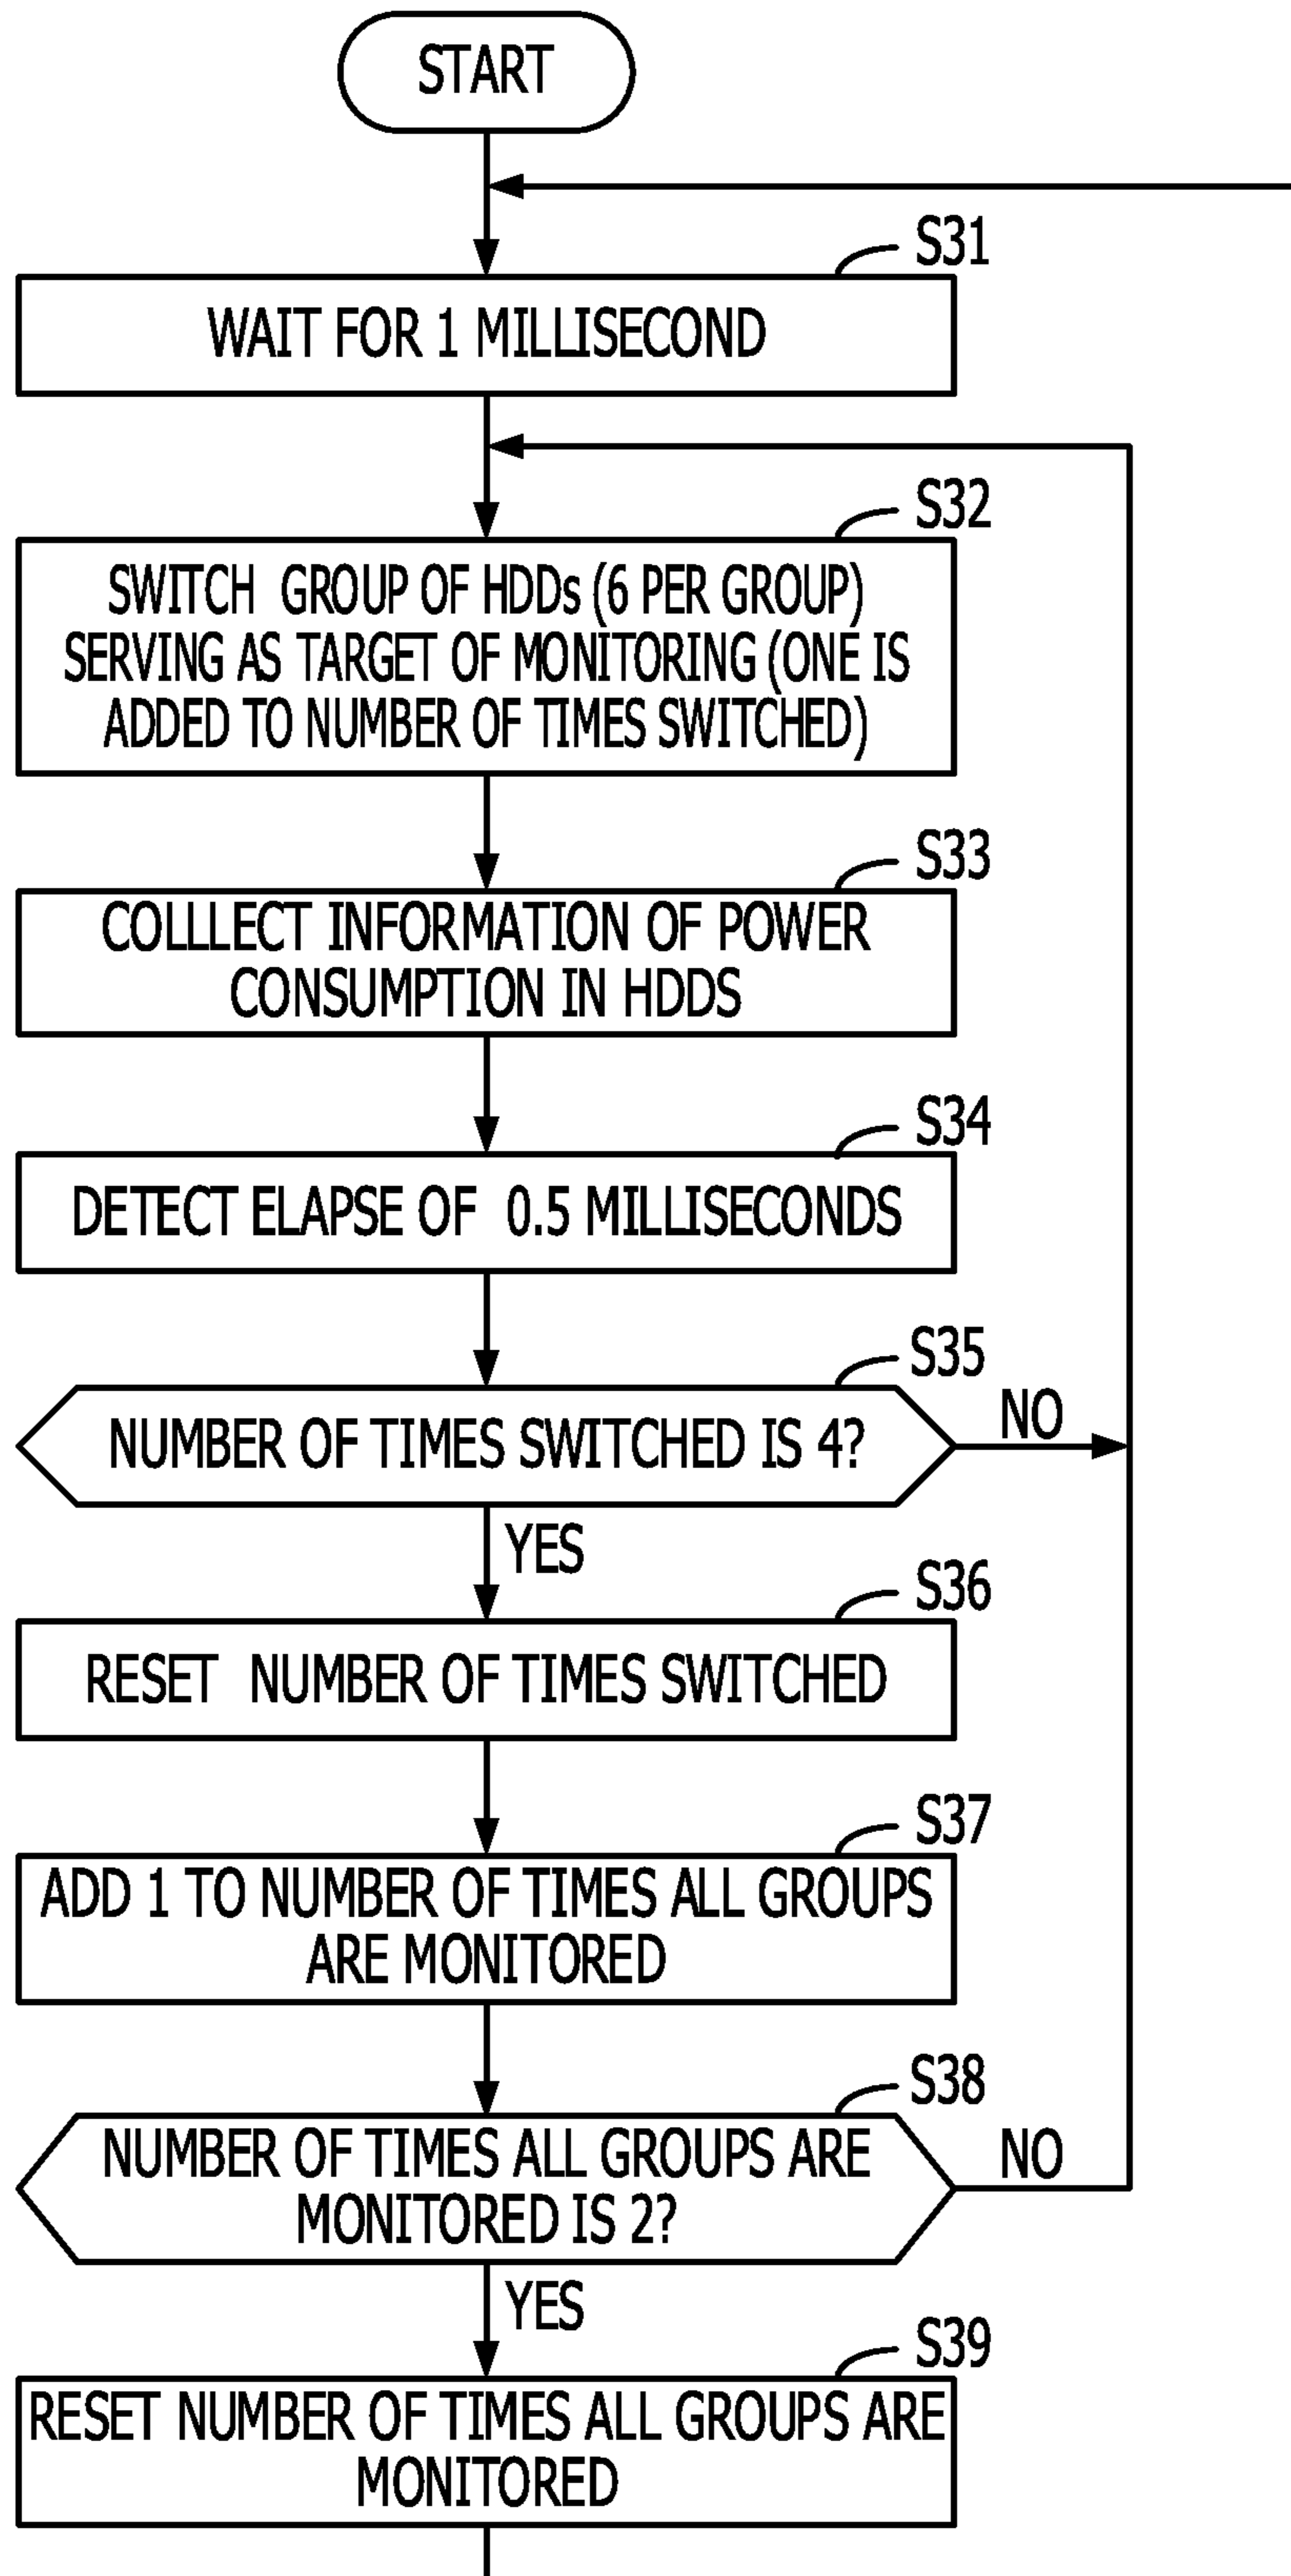 START
S31
WAIT FOR 1 MILLISECOND
S32
SWITCH GROUP OF HDDs (6 PER GROUP)
SERVING AS TARGET OF MONITORING (ONE IS
ADDED TO NUMBER OF TIMES SWITCHED)
S33
COLLLECT INFORMATION OF POWER
CONSUMPTION IN HDDS
S34
DETECT ELAPSE OF 0.5 MILLISECONDS
S35
NUMBER OF TIMES SWITCHED IS 4?
NO
YES
S36
RESET NUMBER OF TIMES SWITCHED
S37
ADD 1 TO NUMBER OF TIMES ALL GROUPS
ARE MONITORED
S38
NUMBER OF TIMES ALL GROUPS ARE
MONITORED IS 2?
NO
YES
S39
RESET NUMBER OF TIMES ALL GROUPS ARE
MONITORED